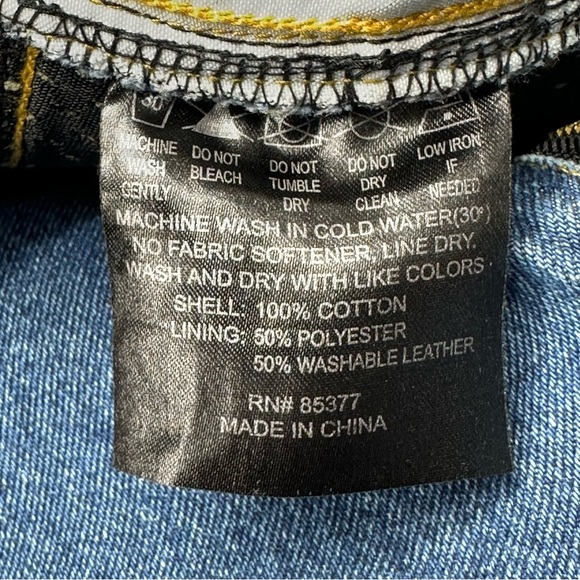 30
MACHINE WASH GENTLY
DO NOT BLEACH
DO NOT TUMBLE DRY
DO NOT DRY CLEAN
LOW IRON IF NEEDED
MACHINE WASH IN COLD WATER(30°)
NO FABRIC SOFTENER, LINE DRY.
WASH AND DRY WITH LIKE COLORS
SHELL: 100% COTTON
LINING: 50% POLYESTER
50% WASHABLE LEATHER
RN# 85377
MADE IN CHINA